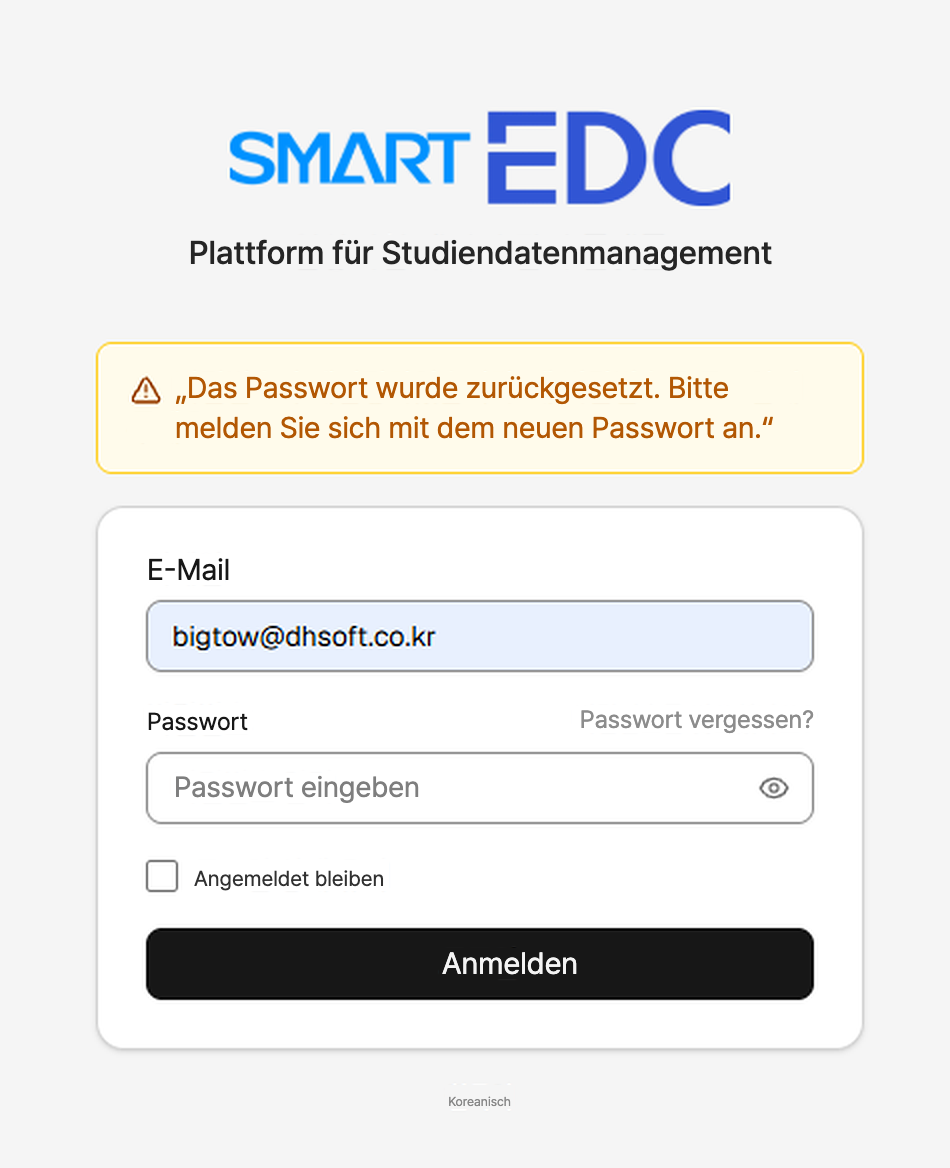 SMART EDC
Plattform für Studiendatenmanagement
„Das Passwort wurde zurückgesetzt. Bitte
melden Sie sich mit dem neuen Passwort an.“
E-Mail
bigtow@dhsoft.co.kr
Passwort
Passwort vergessen?
Passwort eingeben
Angemeldet bleiben
Anmelden
Koreanisch